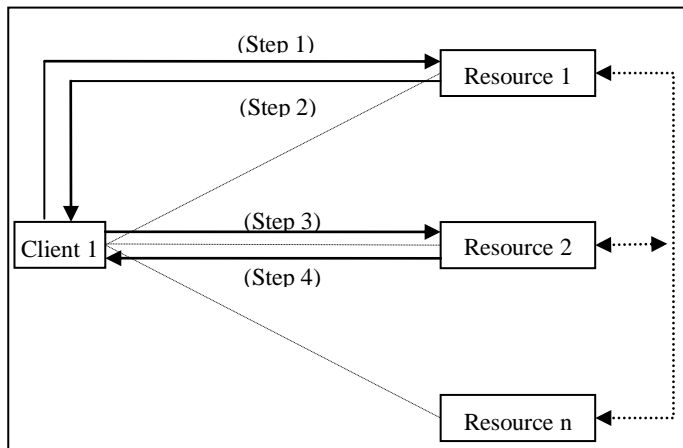 (Step 1)
Resource 1
(Step 2)
(Step 3)
Client 1
Resource 2
(Step 4)
Resource n